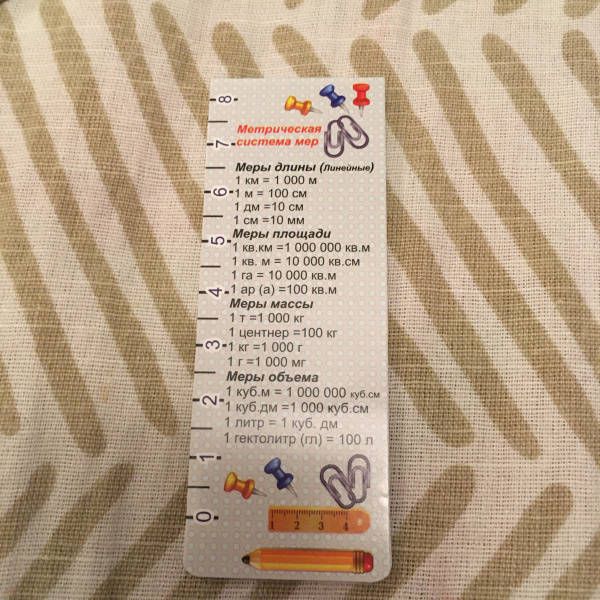 Метрическая
система мер
Меры длины (Линейные)
1 км = 1 000 м
1 м = 100 см
1 дм =10 см
1 см =10 мм
Меры площади
1 кв.км =1 000 000 кв.м
1 кв. м = 10 000 кв.см
1 га = 10 000 кв.м
1 ар (а) =100 кв.м
Меры массы
1 т =1 000 кг
1 центнер =100 кг
1 кг =1 000 г
1 г =1 000 мг
Меры объема
1 куб.м = 1 000 000 куб.см
1 куб.дм =1 000 куб.см
1 литр = 1 куб. дм
1 гектолитр (гл) = 100 л
8
7
6
5
4
3
2
1
0
1 2 3 4